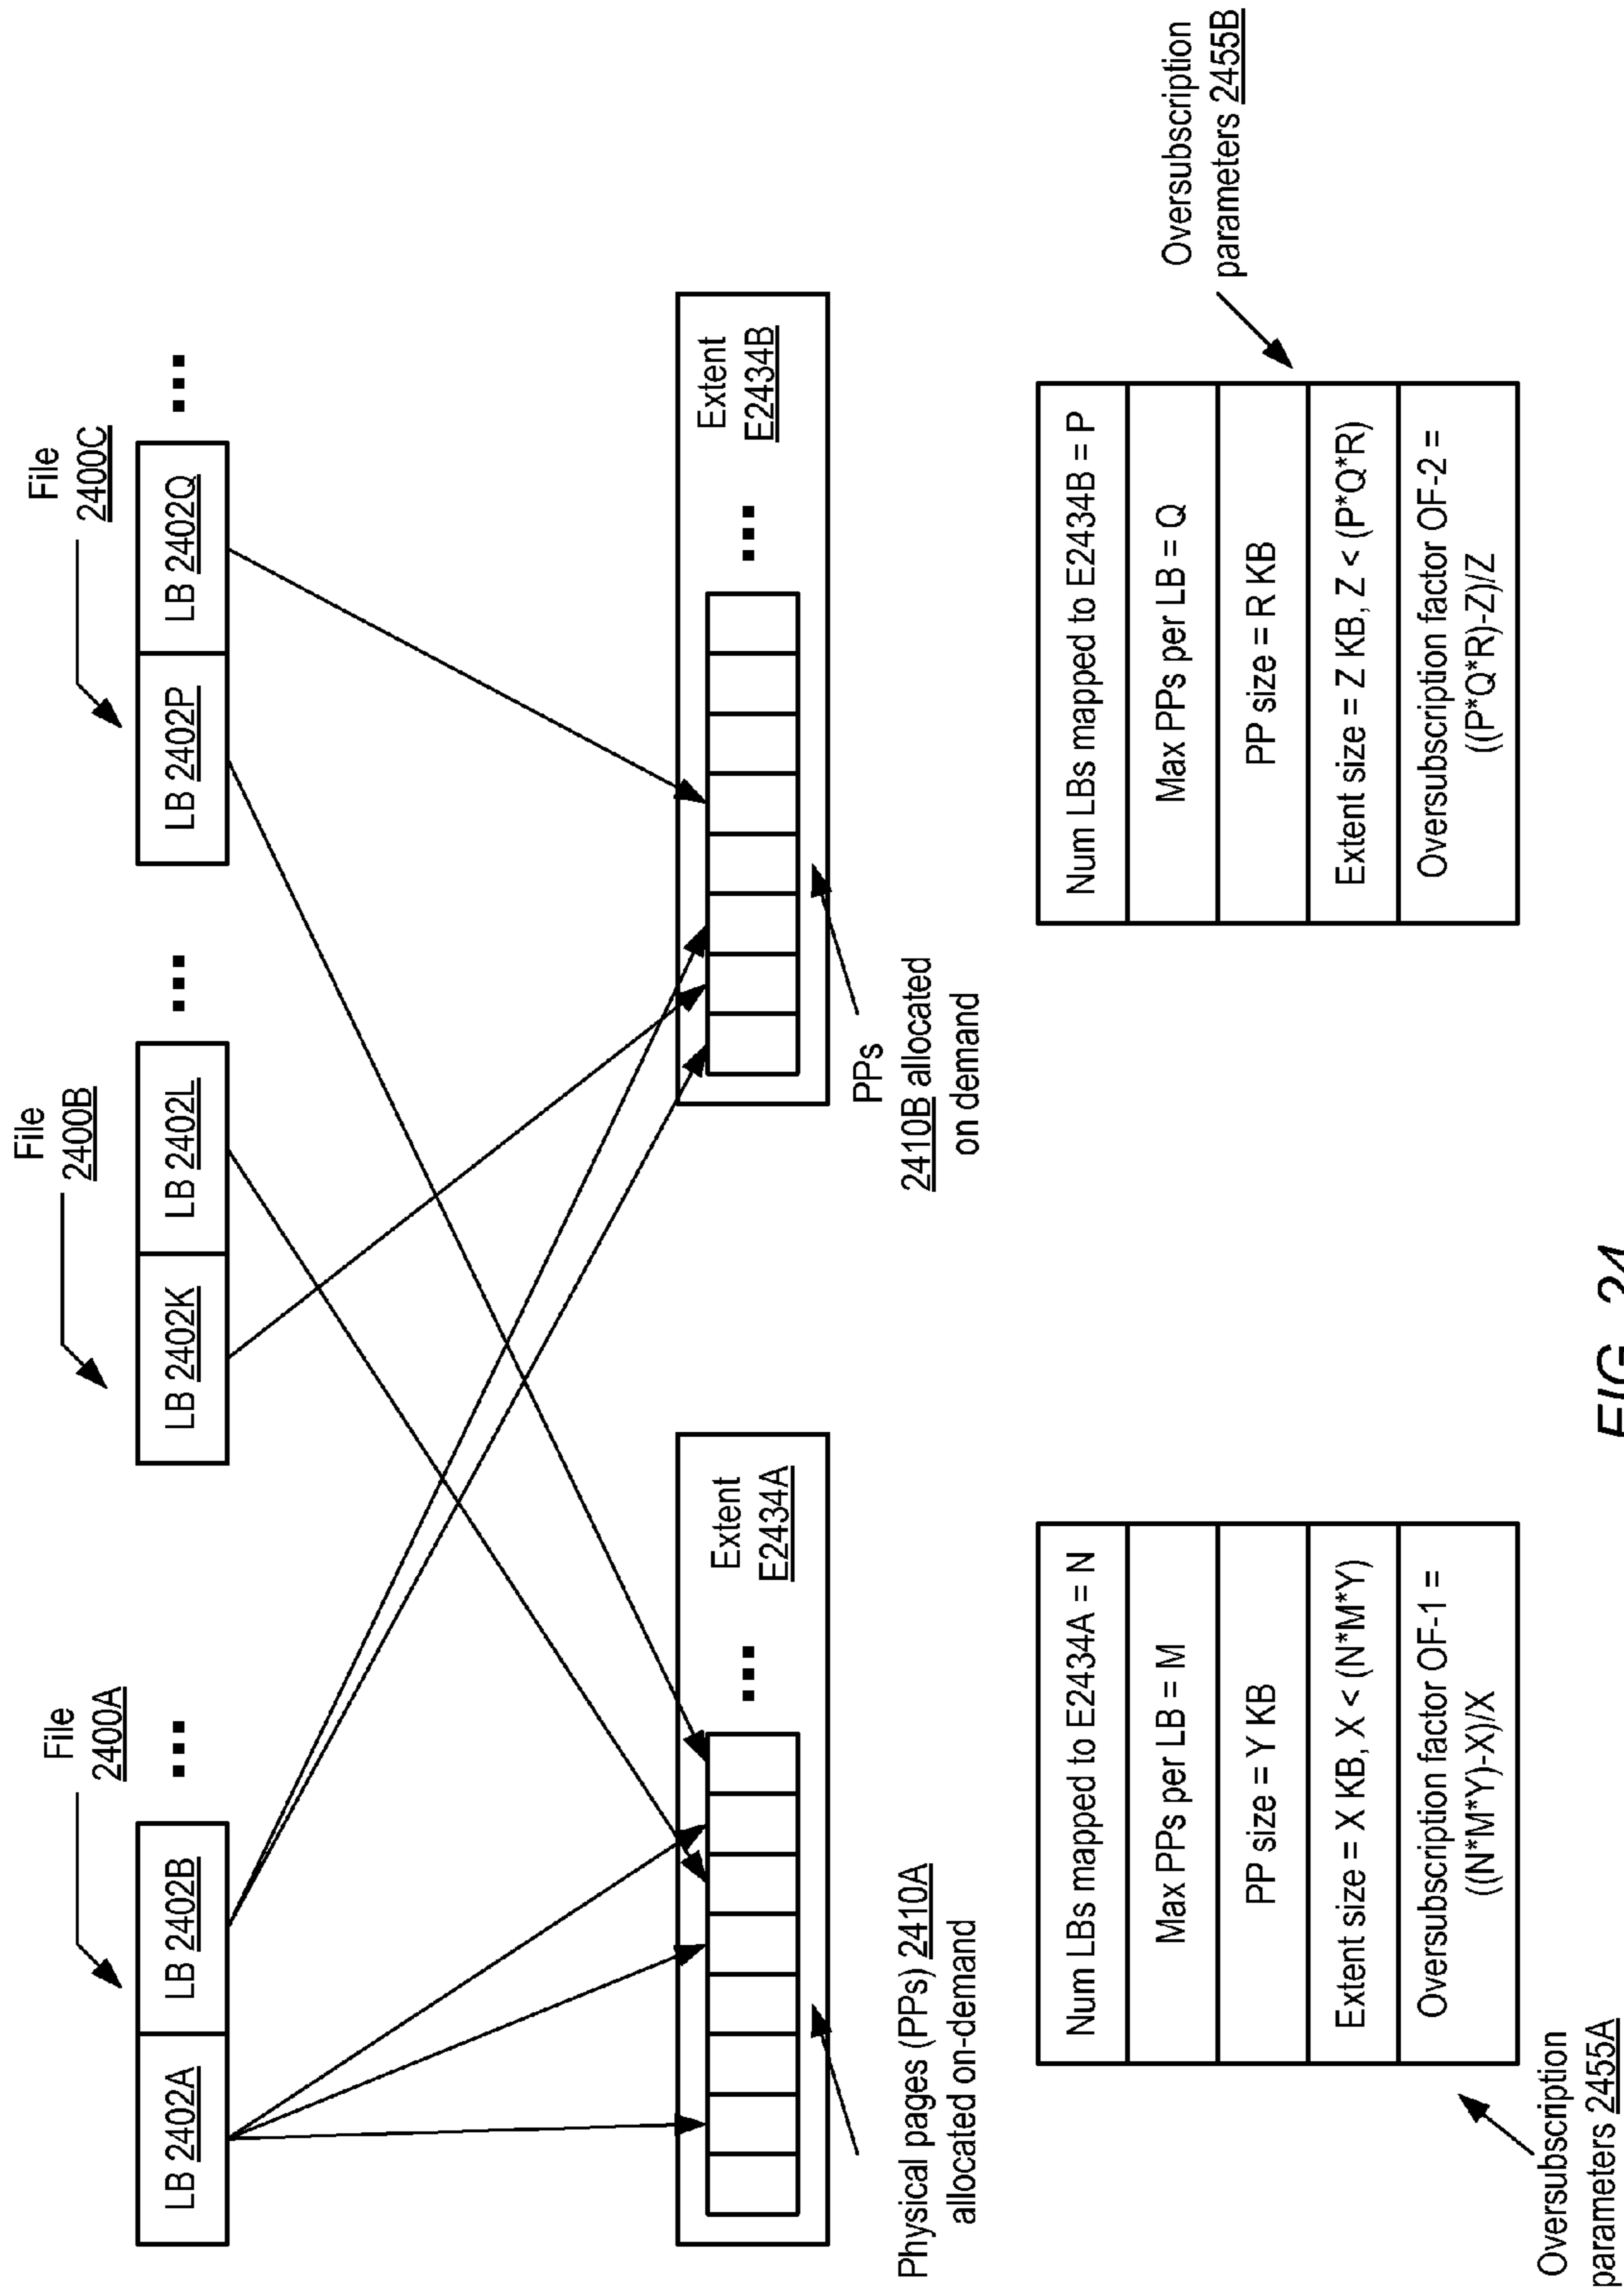 File
2400A
File
2400B
File
2400C
LB 2402A
LB 2402B
...
LB 2402K
LB 2402L
...
LB 2402P
LB 2402Q
...
...
Extent
E2434A
...
Extent
E2434B
Physical pages (PPs) 2410A
allocated on-demand
PPs
2410B allocated
on demand
Num LBs mapped to E2434A = N
Max PPs per LB = M
PP size = Y KB
Extent size = X KB, X < (N*M*Y)
Oversubscription factor OF-1 =
((N*M*Y)-X)/X
Oversubscription
parameters 2455A
Num LBs mapped to E2434B = P
Max PPs per LB = Q
PP size = R KB
Extent size = Z KB, Z < (P*Q*R)
Oversubscription factor OF-2 =
((P*Q*R)-Z)/Z
Oversubscription
parameters 2455B
FIG. 24